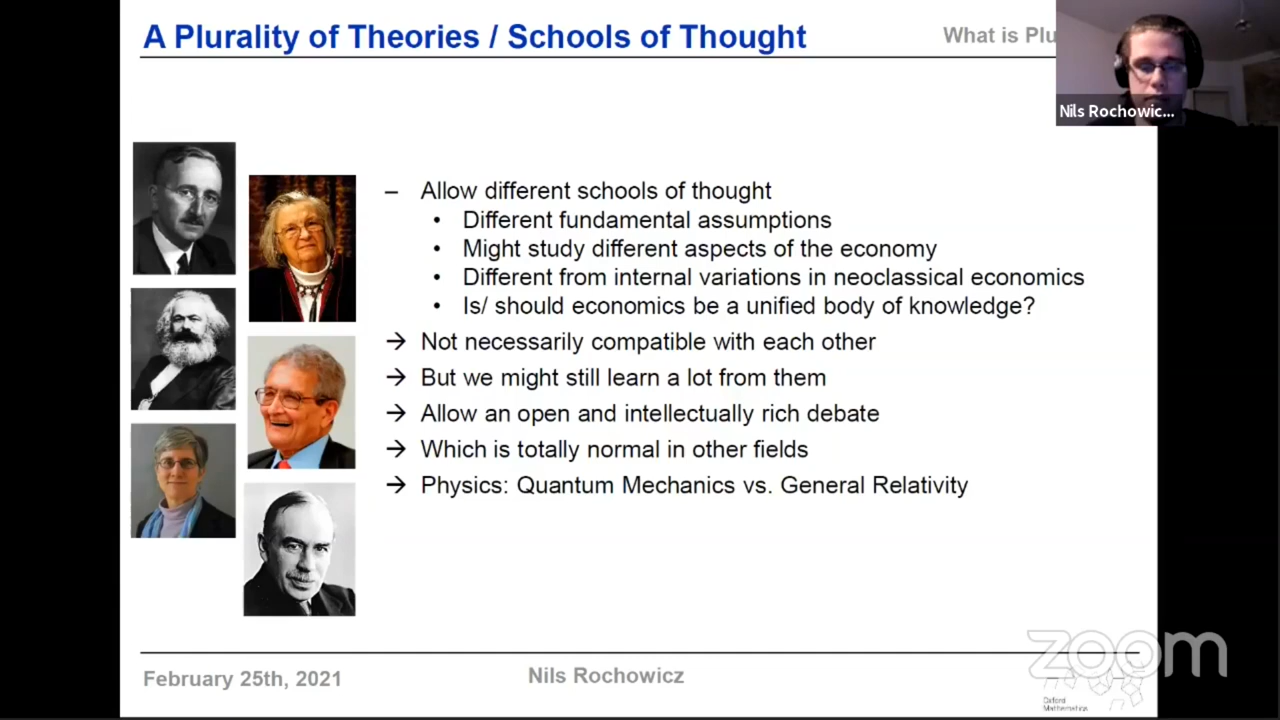 A Plurality of Theories / Schools of Thought
What is Plu
Nils Rochowic...
– Allow different schools of thought
• Different fundamental assumptions
• Might study different aspects of the economy
• Different from internal variations in neoclassical economics
• Is/ should economics be a unified body of knowledge?
→ Not necessarily compatible with each other
→ But we might still learn a lot from them
→ Allow an open and intellectually rich debate
→ Which is totally normal in other fields
→ Physics: Quantum Mechanics vs. General Relativity
zoom
February 25th, 2021
Nils Rochowicz
Oxford
Mathematics